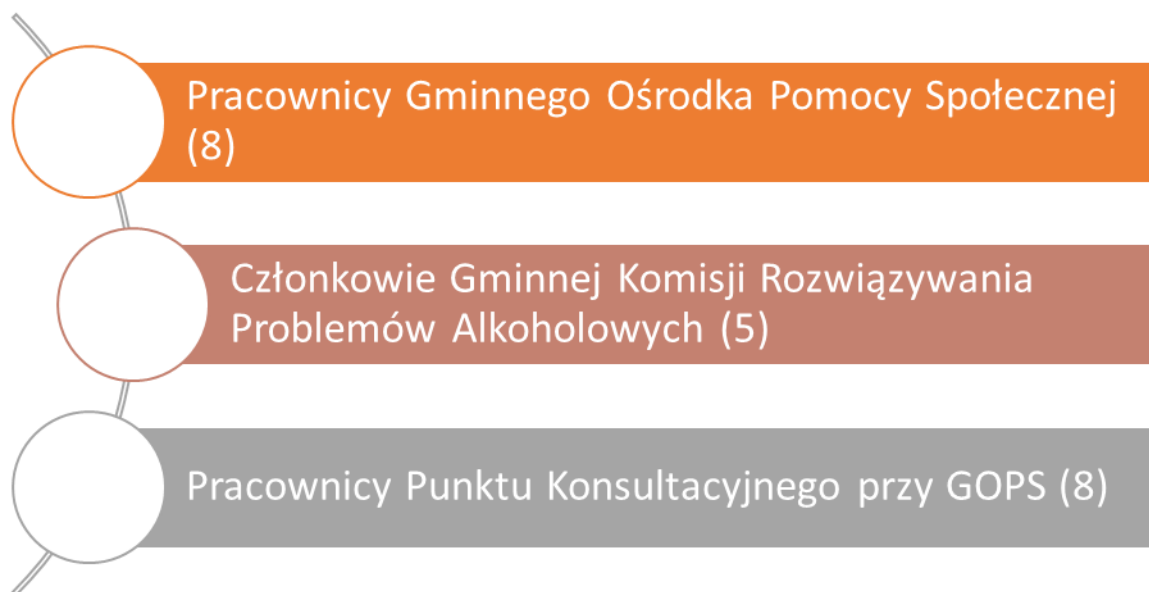 Pracownicy Gminnego Ośrodka Pomocy Społecznej
(8)
Członkowie Gminnej Komisji Rozwiązywania
Problemów Alkoholowych (5)
Pracownicy Punktu Konsultacyjnego przy GOPS (8)